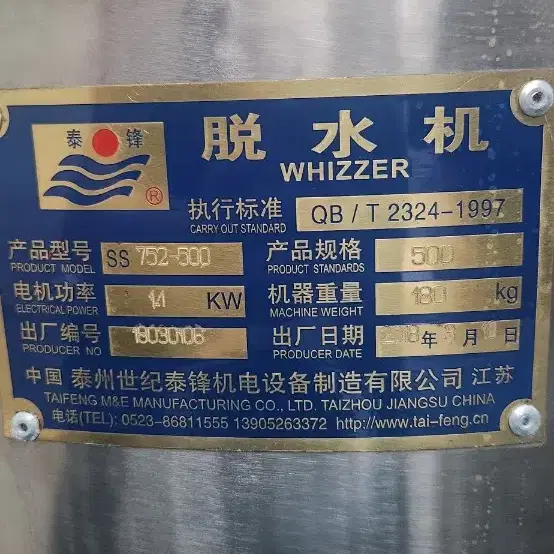 泰 锋
®
脱水机
WHIZZER
执行标准 QB/T 2324-1997
CARRY OUT STANDARD
产品型号 SS 752-500 产品规格 500
PRODUCT MODEL PRODUCT STANDARDS
电机功率 KW 机器重量 180 kg
ELECTRICAL POWER MACHINE WEIGHT
出厂编号 18030106 出厂日期 年 月 日
PRODUCER NO PRODUCER DATE
中国 泰州世纪泰锋机电设备制造有限公司 江苏
TAIFENG M&E MANUFACTURING CO., LTD. TAIZHOU JIANGSU CHINA
电话(TEL): 0523-86811555 13905263372 http://www.tai-feng.cn